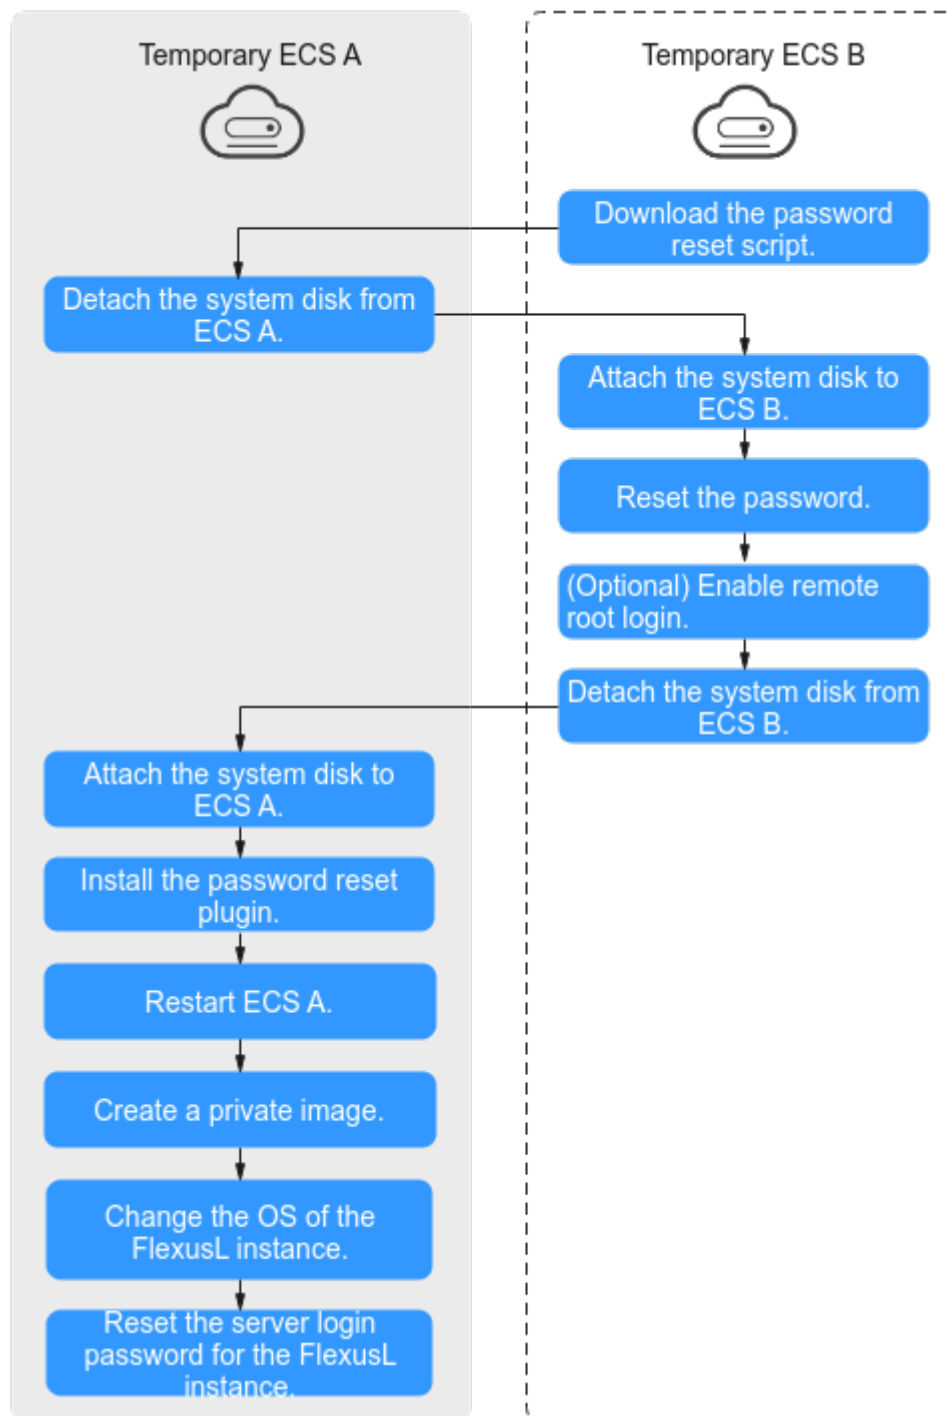 Temporary ECS A
Temporary ECS B
Download the password
reset script.
Detach the system disk from
ECS A.
Attach the system disk to
ECS B.
Reset the password.
(Optional) Enable remote
root login.
Detach the system disk from
ECS B.
Attach the system disk to
ECS A.
Install the password reset
plugin.
Restart ECS A.
Create a private image.
Change the OS of the
FlexusL instance.
Reset the server login
password for the FlexusL
instance.